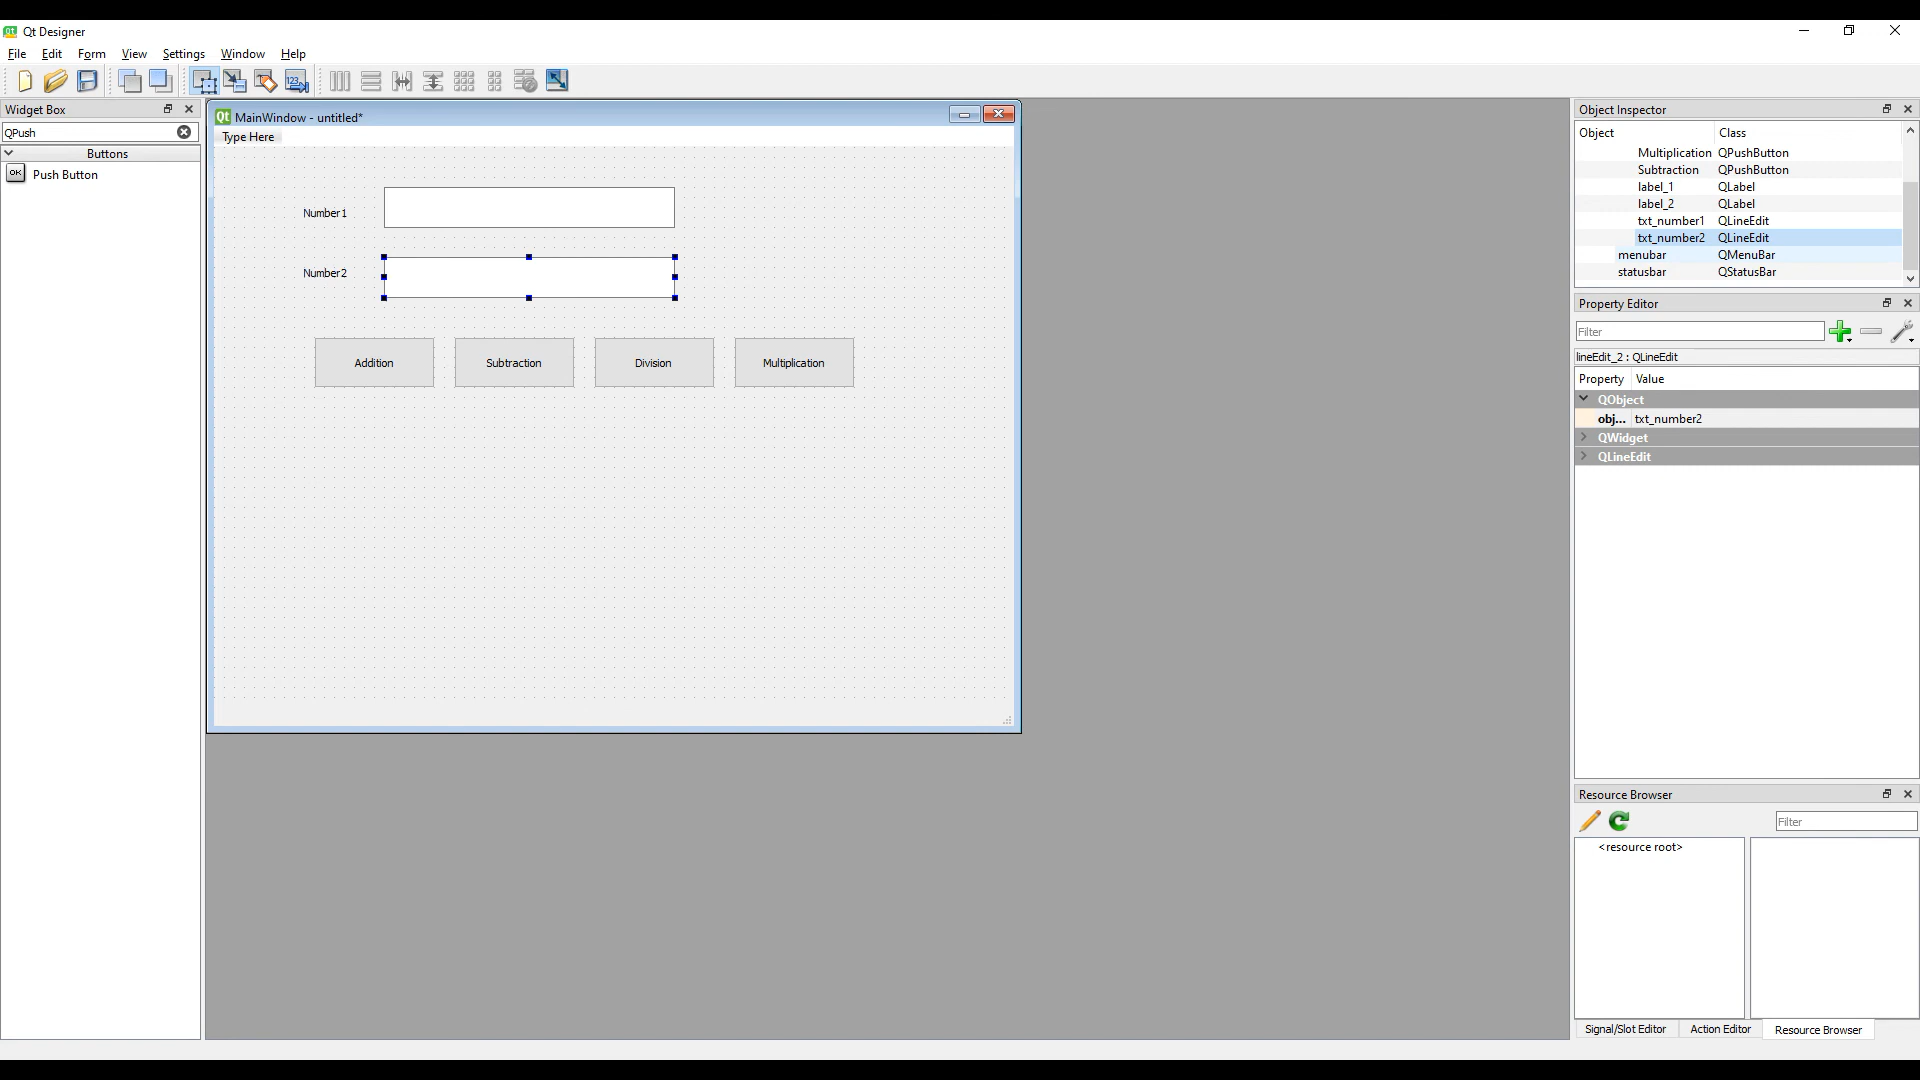 Qt Designer
File Edit Form View Settings Window Help
Widget Box
QPush
Buttons
OK Push Button
Qt MainWindow - untitled*
Type Here
Number1
Number2
Addition Subtraction Division Multiplication
Object Inspector
Object Class
Multiplication QPushButton
Subtraction QPushButton
label_1 QLabel
label_2 QLabel
txt_number1 QLineEdit
txt_number2 QLineEdit
menubar QMenuBar
statusbar QStatusBar
Property Editor
Filter
lineEdit_2 : QLineEdit
Property Value
QObject
obj... txt_number2
QWidget
QLineEdit
Resource Browser
Filter
<resource root>
Signal/Slot Editor Action Editor Resource Browser